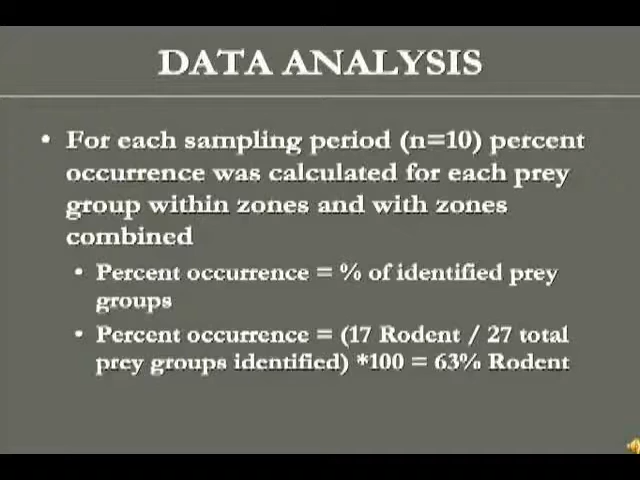 DATA ANALYSIS
• For each sampling period (n=10) percent
occurrence was calculated for each prey
group within zones and with zones
combined
• Percent occurrence = % of identified prey
groups
• Percent occurrence = (17 Rodent / 27 total
prey groups identified) *100 = 63% Rodent